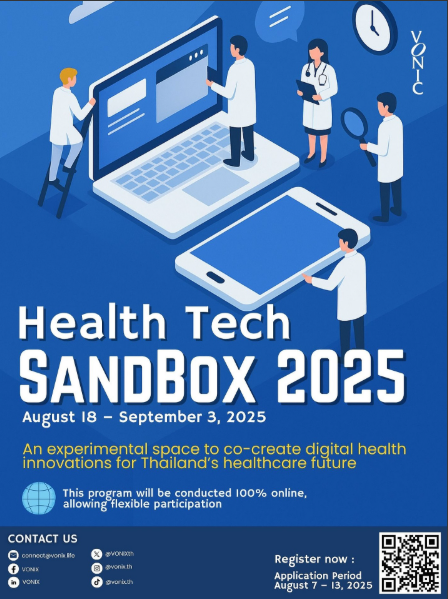 VONIC
Health Tech
SANDBOX 2025
August 18 – September 3, 2025
An experimental space to co-create digital health
innovations for Thailand's healthcare future
This program will be conducted 100% online,
allowing flexible participation
CONTACT US
connect@vonix.life
VONIX
VONIX
@VONIXth
@vonix.th
@vonix.th
Register now :
Application Period
August 7 – 13, 2025